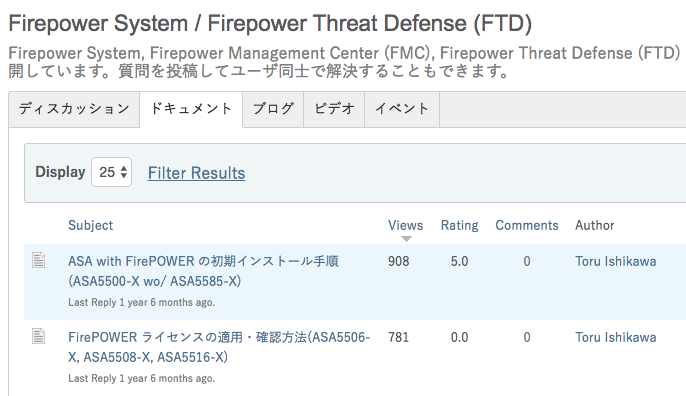 Firepower System / Firepower Threat Defense (FTD)
Firepower System, Firepower Management Center (FMC), Firepower Threat Defense (FTD)
開しています。質問を投稿してユーザ同士で解決することもできます。
ディスカッション ドキュメント ブログ ビデオ イベント
Display 25 Filter Results
Subject Views Rating Comments Author
ASA with FirePOWER の初期インストール手順 908 5.0 0 Toru Ishikawa
(ASA5500-X wo/ ASA5585-X)
Last Reply 1 year 6 months ago.
FirePOWER ライセンスの適用・確認方法(ASA5506- 781 0.0 0 Toru Ishikawa
X, ASA5508-X, ASA5516-X)
Last Reply 1 year 6 months ago.